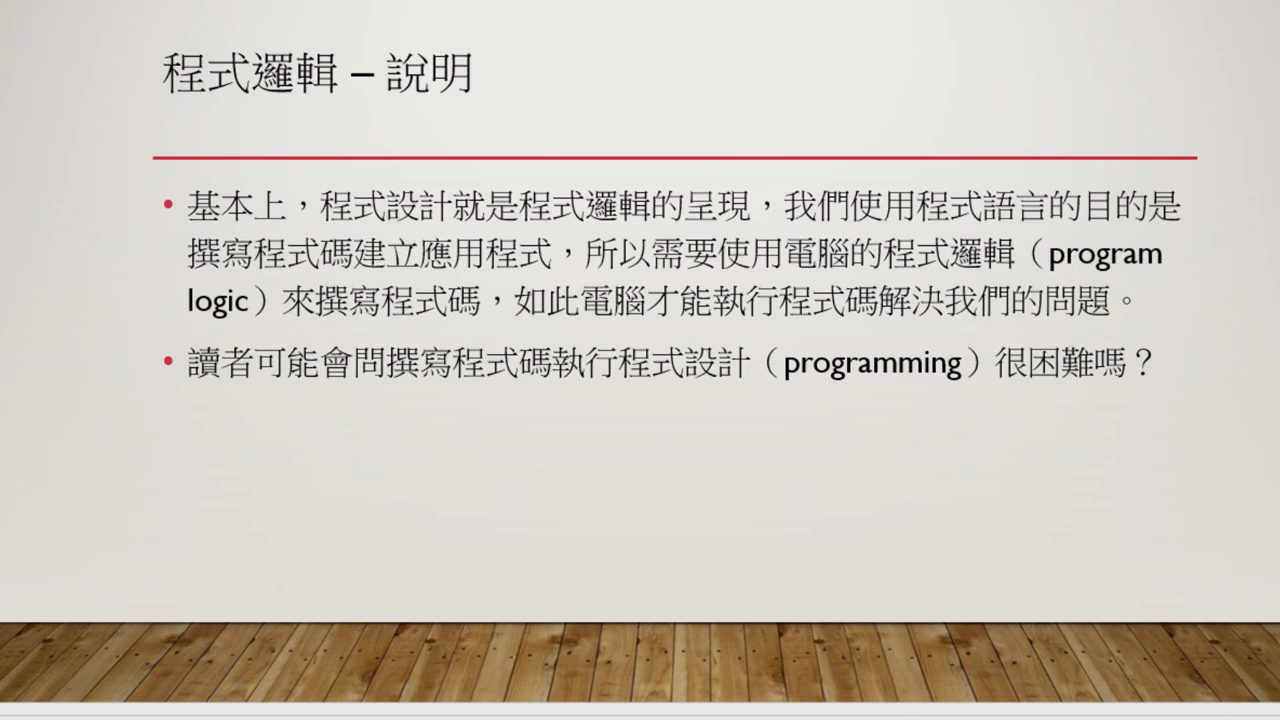 程式邏輯 – 說明
• 基本上，程式設計就是程式邏輯的呈現，我們使用程式語言的目的是
撰寫程式碼建立應用程式，所以需要使用電腦的程式邏輯（program
logic）來撰寫程式碼，如此電腦才能執行程式碼解決我們的問題。
• 讀者可能會問撰寫程式碼執行程式設計（programming）很困難嗎？